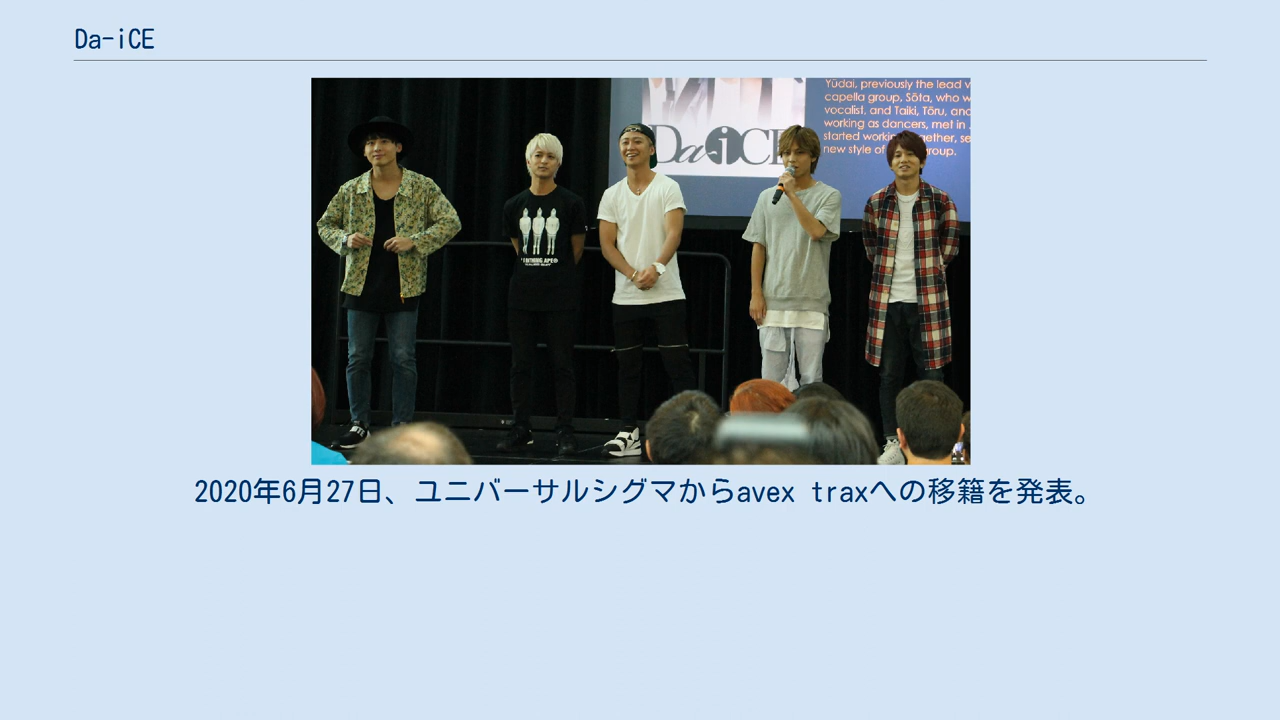 Da-iCE
Yūdai, previously the lead v
capella group, Sōta, who w
vocalist, and Taiki, Tōru, and
working as dancers, met in
started working together, se
new style of group.
Da-iCE
2020年6月27日、ユニバーサルシグマからavex traxへの移籍を発表。